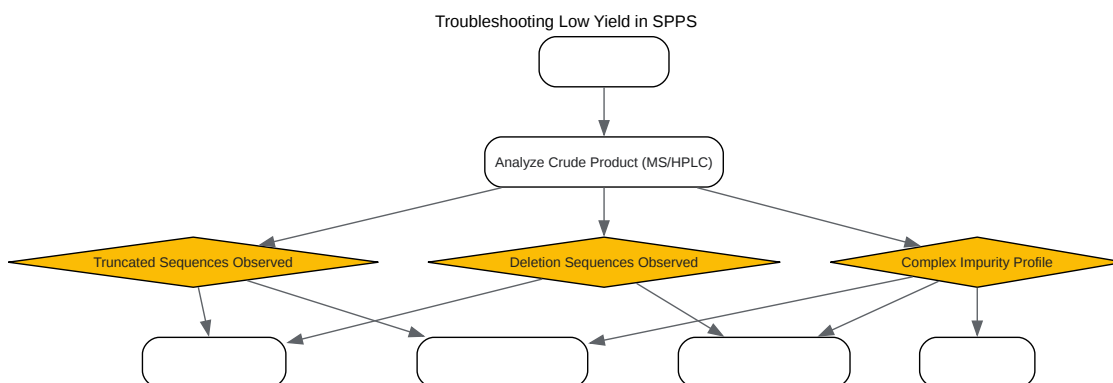 Troubleshooting Low Yield in SPPS
Analyze Crude Product (MS/HPLC)
Truncated Sequences Observed
Deletion Sequences Observed
Complex Impurity Profile